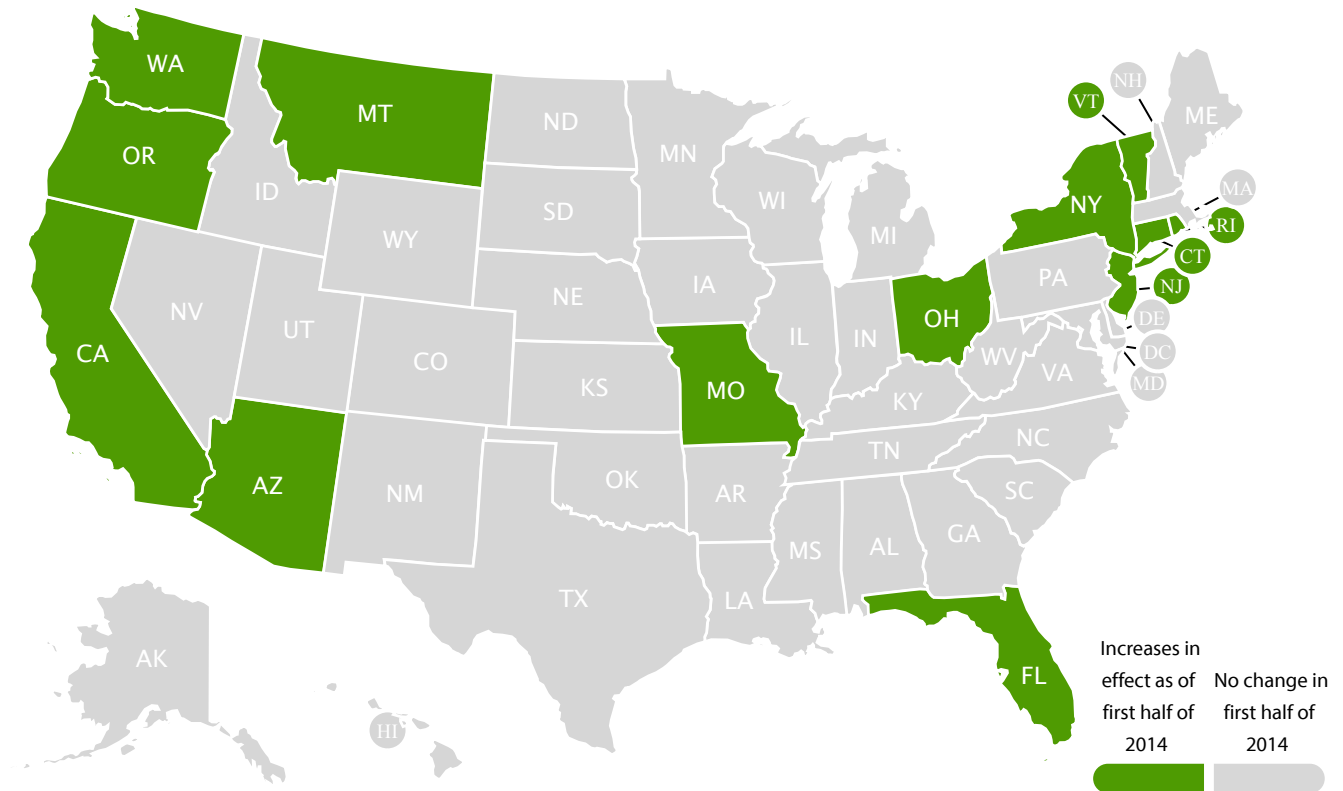 WA
MT
ND
MN
VT
NH
ME
OR
ID
SD
WI
MI
NY
MA
RI
CT
WY
IA
PA
NJ
NV
UT
NE
IL
IN
OH
DE
DC
MD
CA
CO
KS
MO
WV
VA
KY
AZ
NM
OK
AR
TN
NC
SC
MS
AL
GA
TX
LA
FL
AK
HI
Increases in
effect as of
first half of
2014
No change in
first half of
2014